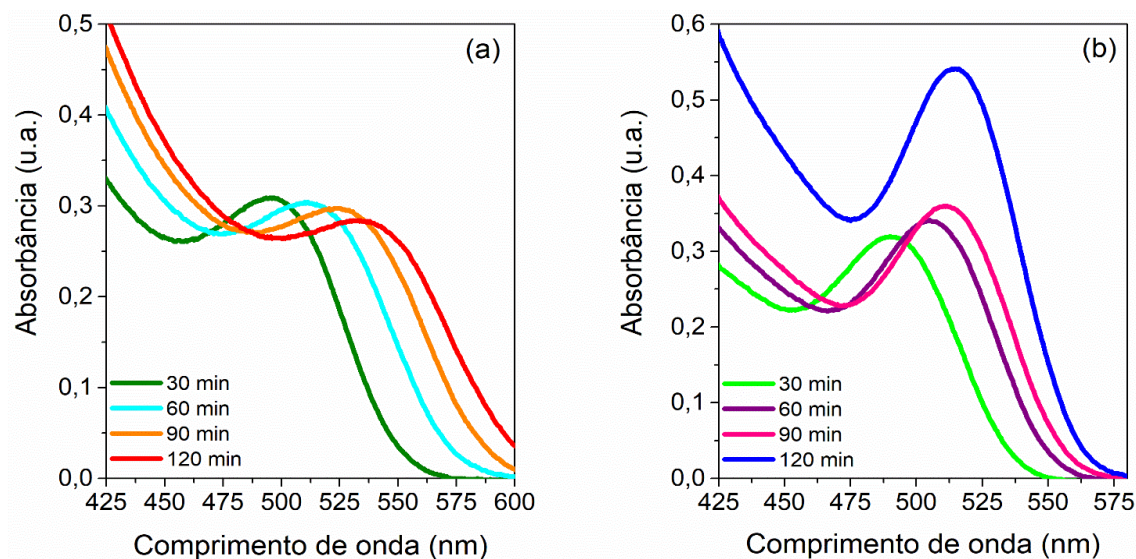 (a)
Absorbância (u.a.)
0,5
0,4
0,3
0,2
0,1
0,0
30 min
60 min
90 min
120 min
425 450 475 500 525 550 575 600
Comprimento de onda (nm)
(b)
Absorbância (u.a.)
0,6
0,5
0,4
0,3
0,2
0,1
0,0
30 min
60 min
90 min
120 min
425 450 475 500 525 550 575
Comprimento de onda (nm)